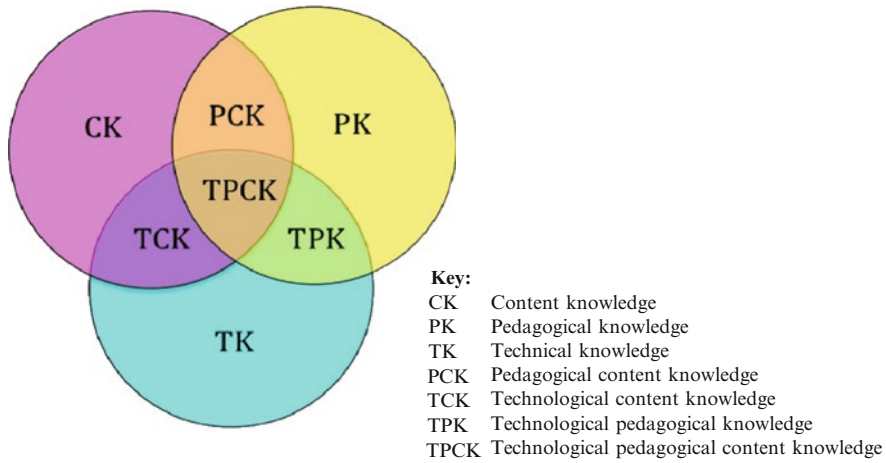 CK
PCK
PK
TPCK
TCK
TPK
TK
Key:
CK Content knowledge
PK Pedagogical knowledge
TK Technical knowledge
PCK Pedagogical content knowledge
TCK Technological content knowledge
TPK Technological pedagogical knowledge
TPCK Technological pedagogical content knowledge